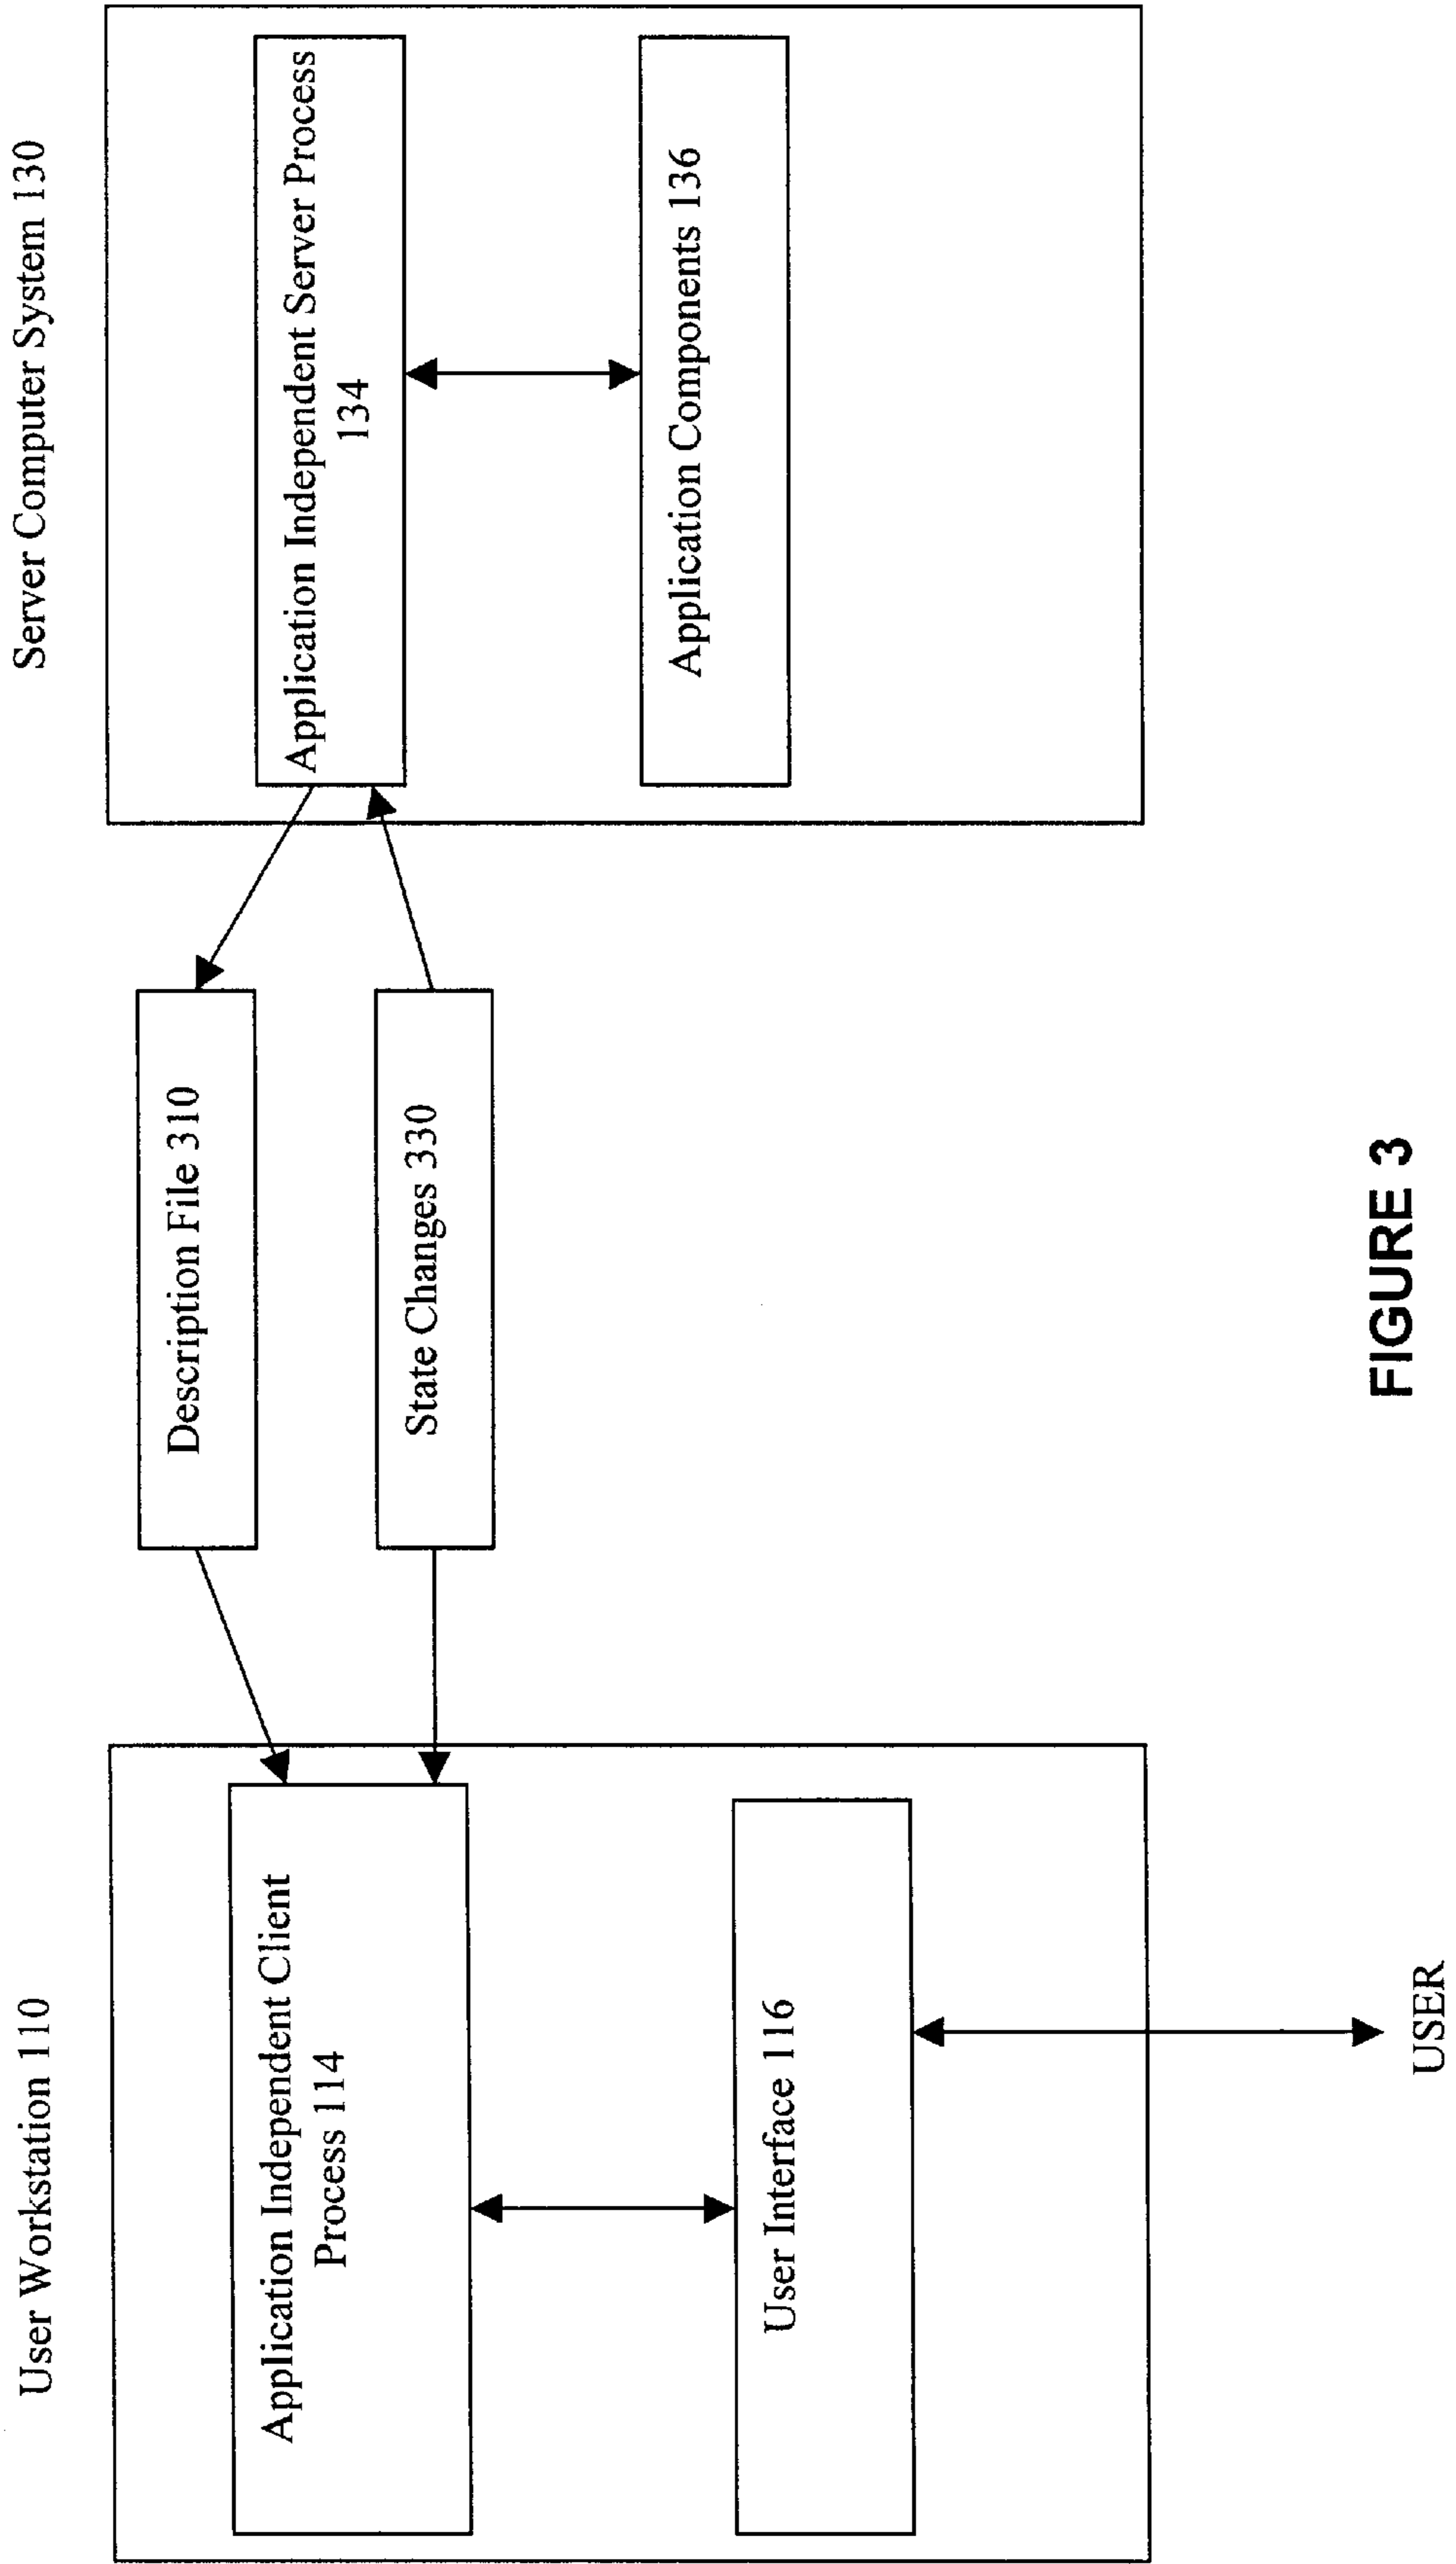 User Workstation 110
Application Independent Client
Process 114
User Interface 116
USER
Description File 310
State Changes 330
Server Computer System 130
Application Independent Server Process
134
Application Components 136
FIGURE 3